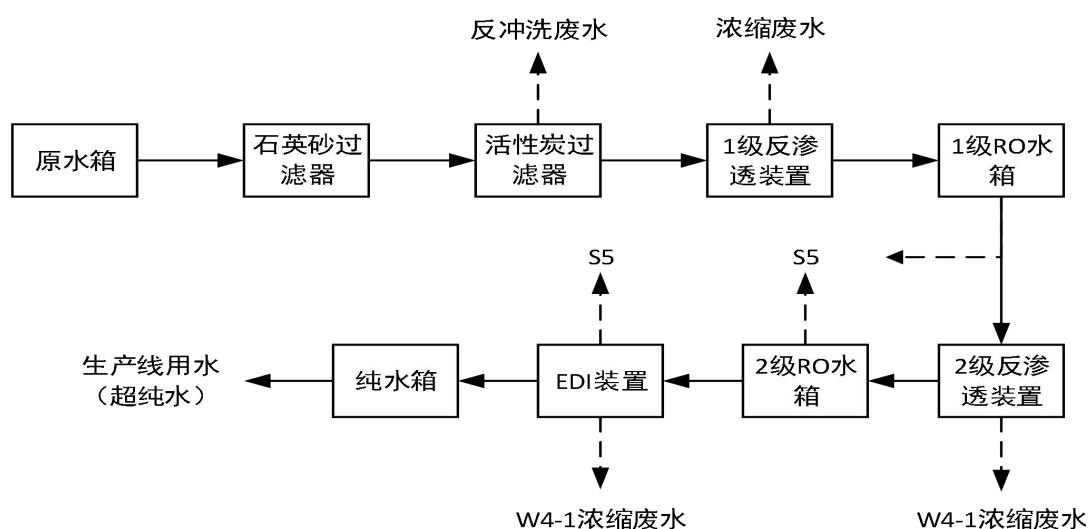 反冲洗废水
浓缩废水
原水箱
石英砂过
滤器
活性炭过
滤器
1级反渗
透装置
1级RO水
箱
S5
S5
生产线用水
（超纯水）
纯水箱
EDI装置
2级RO水
箱
2级反渗
透装置
W4-1浓缩废水
W4-1浓缩废水